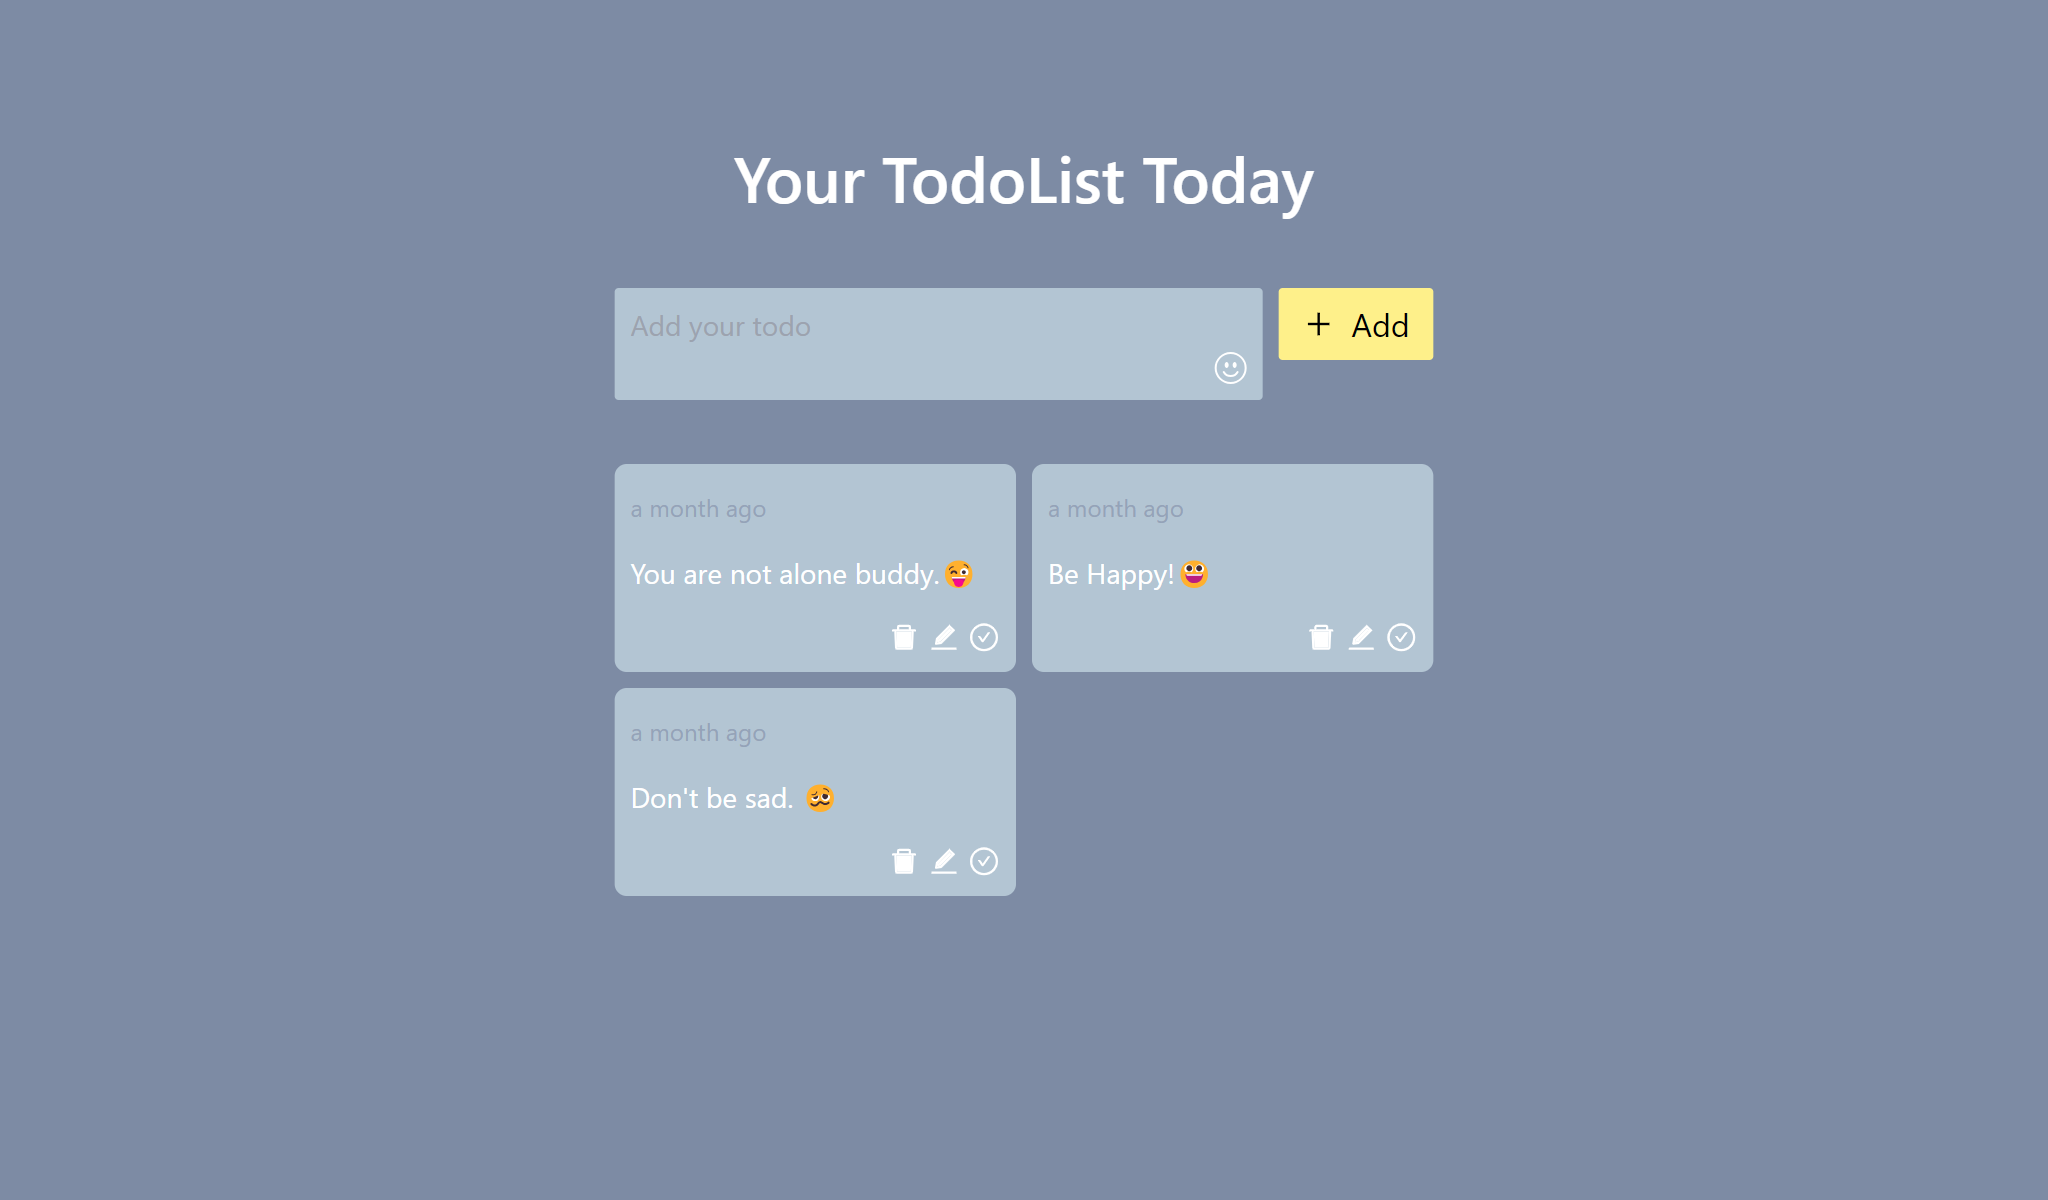 Your TodoList Today
Add your todo
+ Add
a month ago
You are not alone buddy.😜
a month ago
Be Happy!😀
a month ago
Don't be sad. 🥴